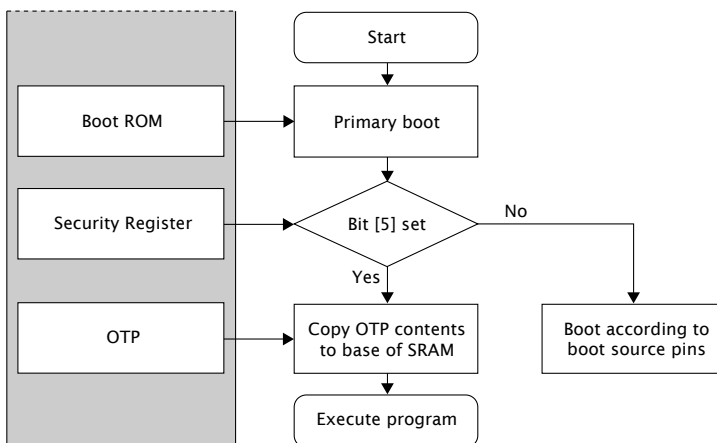 Start
Boot ROM
Primary boot
Security Register
Bit [5] set
No
Yes
OTP
Copy OTP contents
to base of SRAM
Boot according to
boot source pins
Execute program